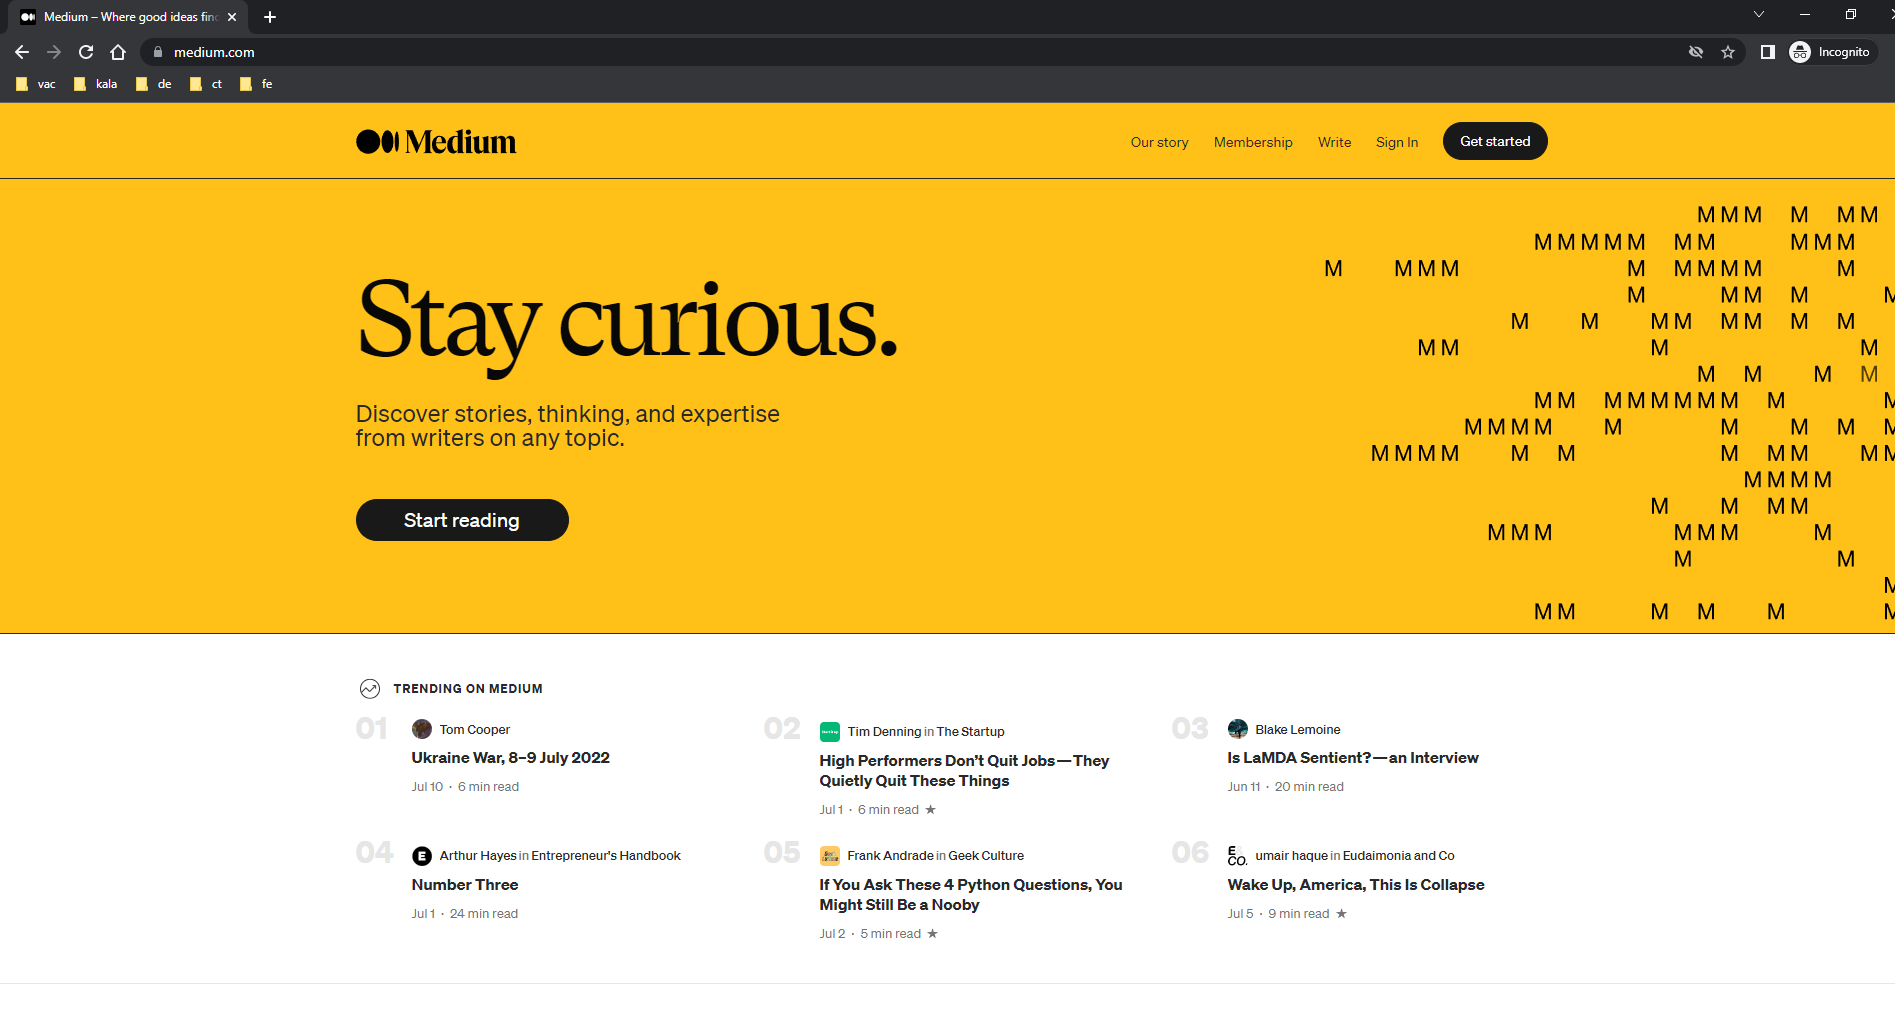 Medium – Where good ideas fin
medium.com
Incognito
vac kala de ct fe
Medium
Our story Membership Write Sign In Get started
M M M M M M
M M M M M M M M M M
M M M M M M M M M M
M M M M M
M M M M M M M M
M M M M
M M M M
M M M M M M M M M M
M M M M M M M M M
M M M M M M M M M M M
M M M M
M M M M
M M M M M M M
M M
M
M M M M M M
Stay curious.
Discover stories, thinking, and expertise
from writers on any topic.
Start reading
TRENDING ON MEDIUM
01
Tom Cooper
Ukraine War, 8–9 July 2022
Jul 10 · 6 min read
02
Tim Denning in The Startup
High Performers Don’t Quit Jobs — They
Quietly Quit These Things
Jul 1 · 6 min read ★
03
Blake Lemoine
Is LaMDA Sentient? — an Interview
Jun 11 · 20 min read
04
E
Arthur Hayes in Entrepreneur's Handbook
Number Three
Jul 1 · 24 min read
05
Frank Andrade in Geek Culture
If You Ask These 4 Python Questions, You
Might Still Be a Nooby
Jul 2 · 5 min read ★
06
E
CO.
umair haque in Eudaimonia and Co
Wake Up, America, This Is Collapse
Jul 5 · 9 min read ★